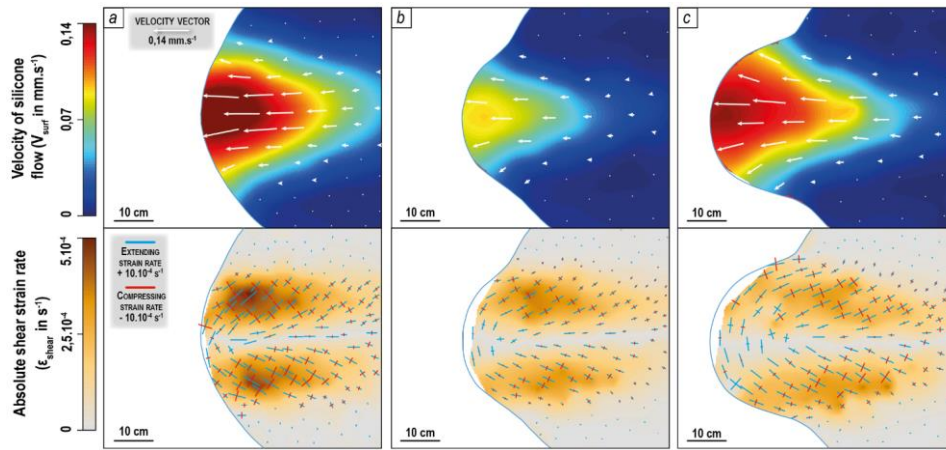 a
b
c
VELOCITY VECTOR
0,14 mm.s⁻¹
0,14
0,07
0
Velocity of silicone
flow (V surf in mm.s⁻¹)
10 cm
10 cm
10 cm
EXTENDING
STRAIN RATE
+ 10.10⁻⁴ s⁻¹
COMPRESSING
STRAIN RATE
- 10.10⁻⁴ s⁻¹
5.10⁻⁴
2,5.10⁻⁴
0
Absolute shear strain rate
(ε shear in s⁻¹)
10 cm
10 cm
10 cm